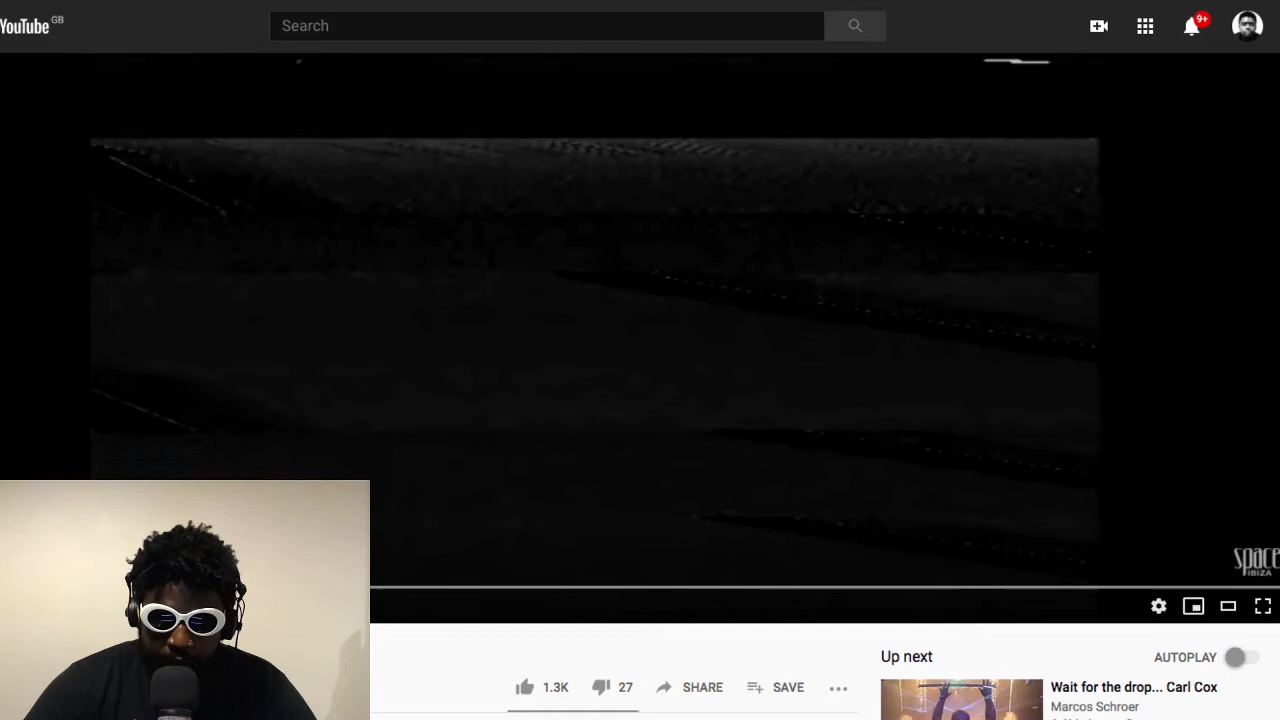 YouTube GB
Search
9+
space
IBIZA
Up next
AUTOPLAY
1.3K
27
SHARE
SAVE
Wait for the drop... Carl Cox
Marcos Schroer